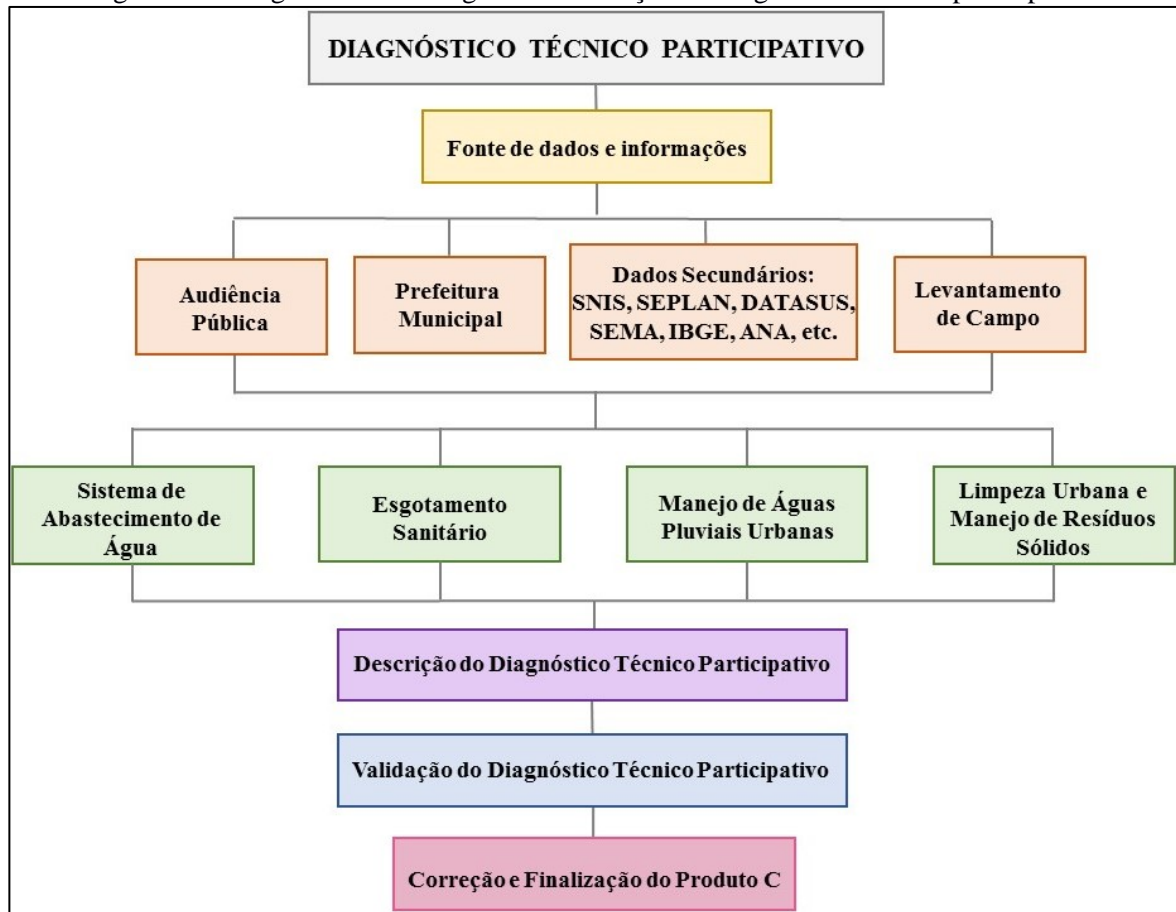 DIAGNÓSTICO TÉCNICO PARTICIPATIVO
Fonte de dados e informações
Audiência
Pública
Prefeitura
Municipal
Dados Secundários:
SNIS, SEPLAN, DATASUS,
SEMA, IBGE, ANA, etc.
Levantamento
de Campo
Sistema de
Abastecimento de
Água
Esgotamento
Sanitário
Manejo de Águas
Pluviais Urbanas
Limpeza Urbana e
Manejo de Resíduos
Sólidos
Descrição do Diagnóstico Técnico Participativo
Validação do Diagnóstico Técnico Participativo
Correção e Finalização do Produto C